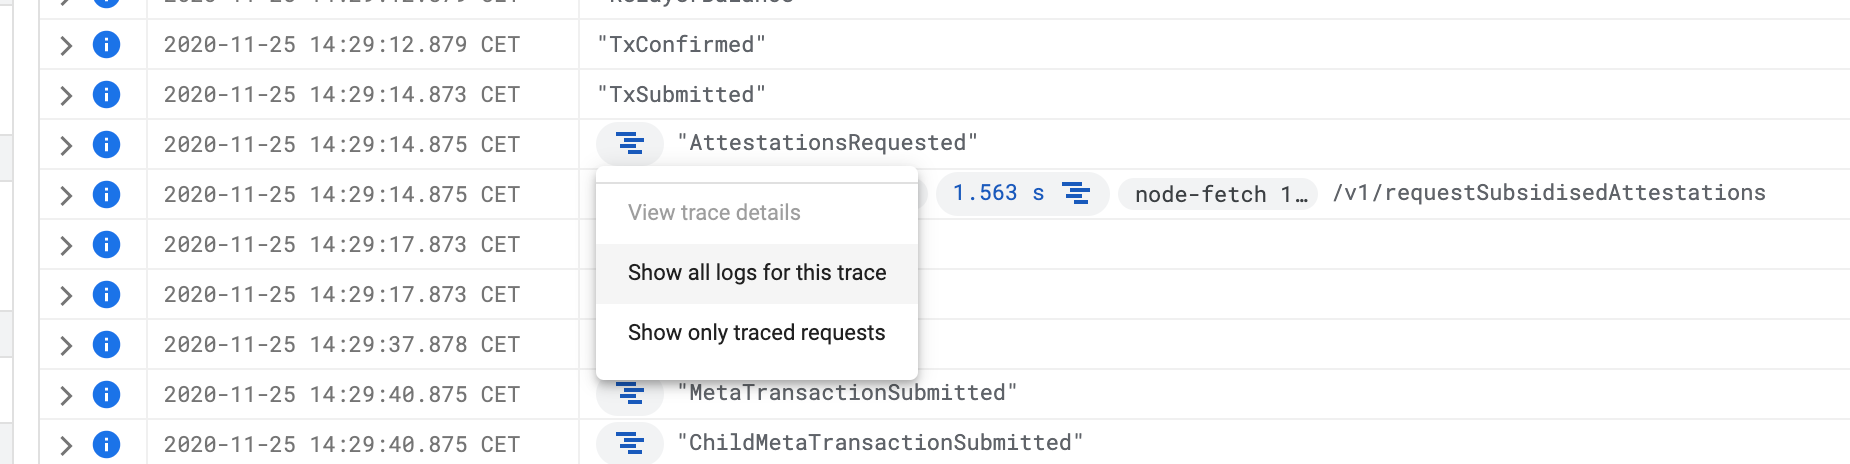 2020-11-25 14:29:12.879 CET "TxConfirmed"
2020-11-25 14:29:14.873 CET "TxSubmitted"
2020-11-25 14:29:14.875 CET "AttestationsRequested"
2020-11-25 14:29:14.875 CET 1.563 s node-fetch 1… /v1/requestSubsidisedAttestations
View trace details
2020-11-25 14:29:17.873 CET
Show all logs for this trace
2020-11-25 14:29:17.873 CET
Show only traced requests
2020-11-25 14:29:37.878 CET
2020-11-25 14:29:40.875 CET "MetaTransactionSubmitted"
2020-11-25 14:29:40.875 CET "ChildMetaTransactionSubmitted"